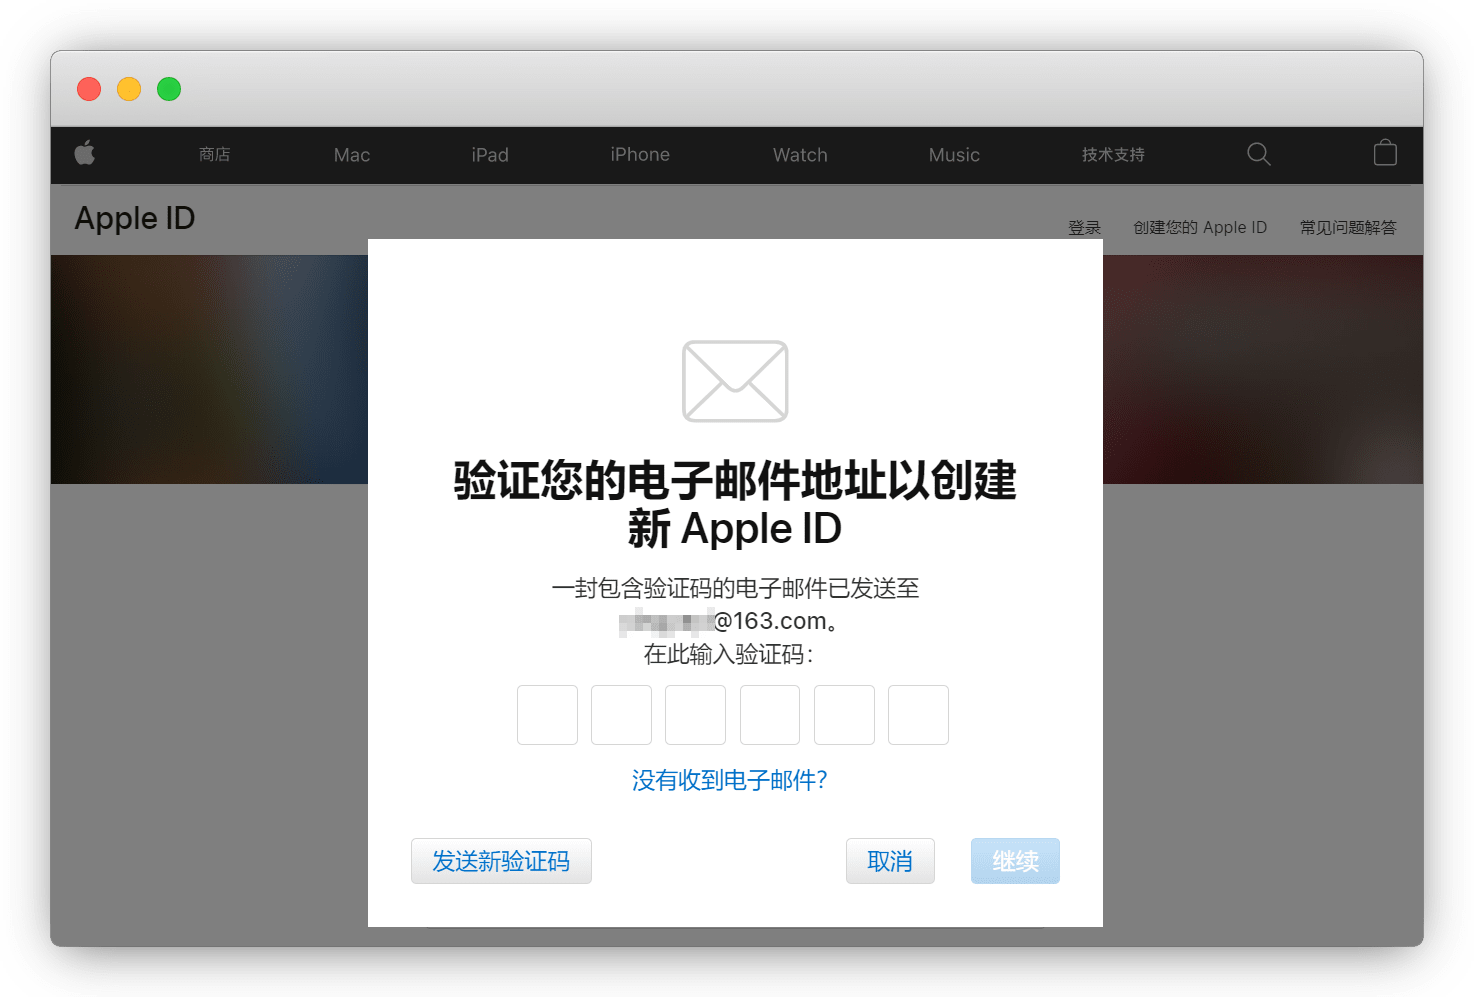 商店 Mac iPad iPhone Watch Music 技术支持
Apple ID
登录 创建您的 Apple ID 常见问题解答
验证您的电子邮件地址以创建
新 Apple ID
一封包含验证码的电子邮件已发送至
@163.com。
在此输入验证码：
没有收到电子邮件？
发送新验证码 取消 继续